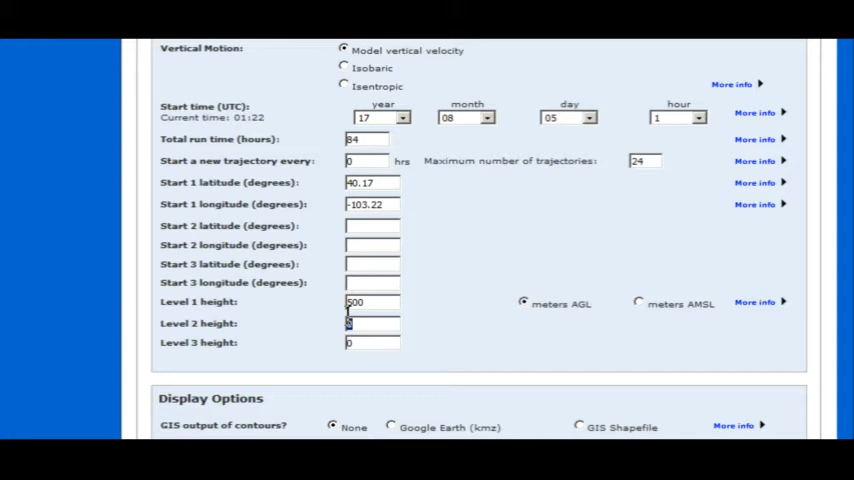 Vertical Motion: Model vertical velocity
Isobaric
Isentropic More info
year month day hour
Start time (UTC): 17 08 05 1 More info
Current time: 01:22
Total run time (hours): 84 More info
Start a new trajectory every: 0 hrs Maximum number of trajectories: 24 More info
Start 1 latitude (degrees): 40.17 More info
Start 1 longitude (degrees): -103.22 More info
Start 2 latitude (degrees):
Start 2 longitude (degrees):
Start 3 latitude (degrees):
Start 3 longitude (degrees):
Level 1 height: 500 meters AGL meters AMSL More info
Level 2 height:
Level 3 height: 0
Display Options
GIS output of contours? None Google Earth (kmz) GIS Shapefile More info